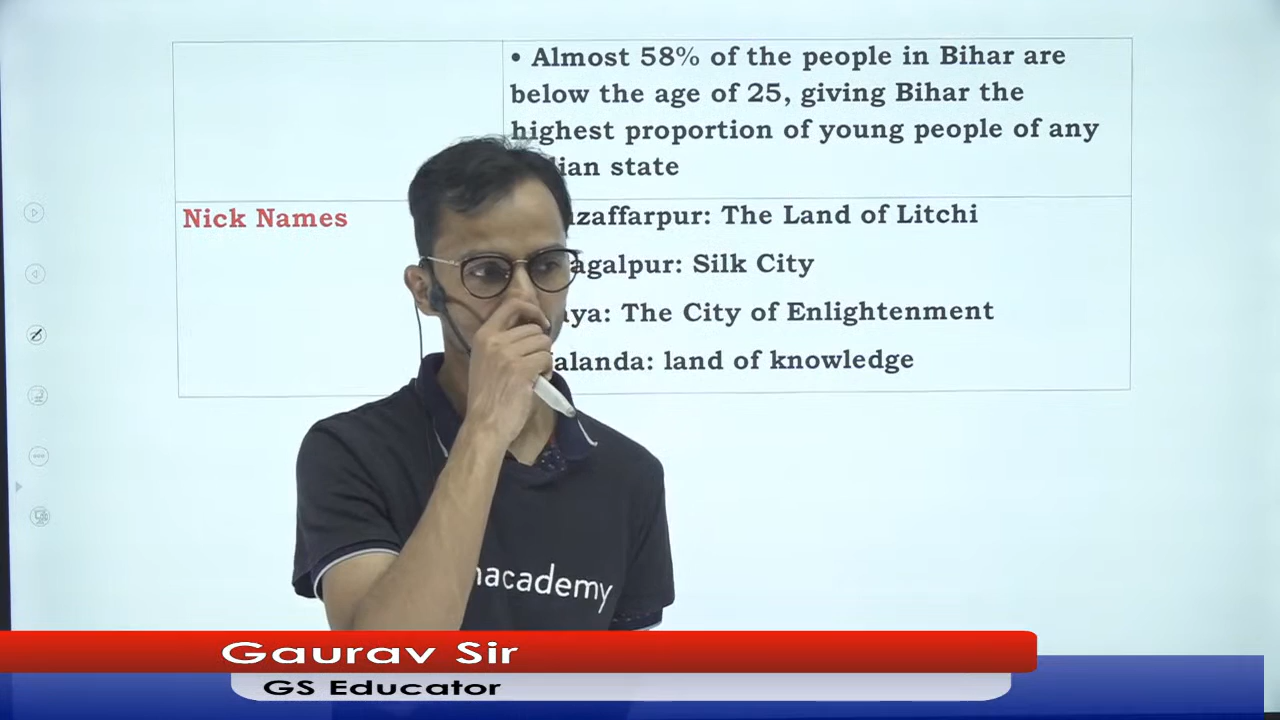 • Almost 58% of the people in Bihar are
below the age of 25, giving Bihar the
highest proportion of young people of any
state
Nick Names
The Land of Litchi
Silk City
The City of Enlightenment
land of knowledge
Gaurav Sir
GS Educator